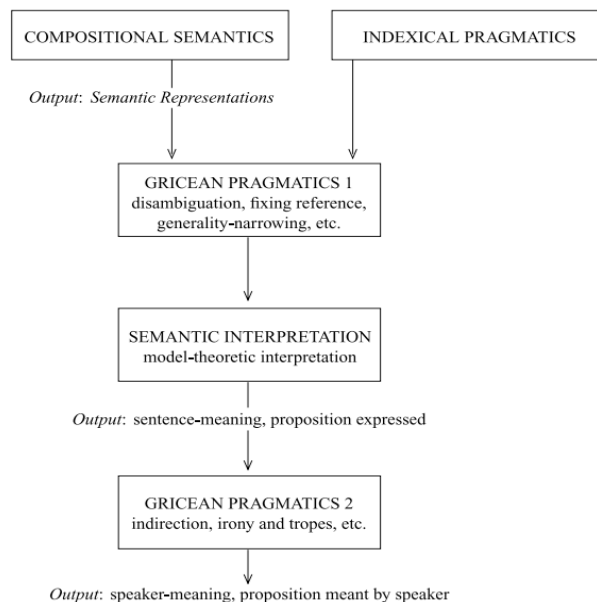 COMPOSITIONAL SEMANTICS
INDEXICAL PRAGMATICS
Output: Semantic Representations
GRICEAN PRAGMATICS 1
disambiguation, fixing reference,
generality-narrowing, etc.
SEMANTIC INTERPRETATION
model-theoretic interpretation
Output: sentence-meaning, proposition expressed
GRICEAN PRAGMATICS 2
indirection, irony and tropes, etc.
Output: speaker-meaning, proposition meant by speaker